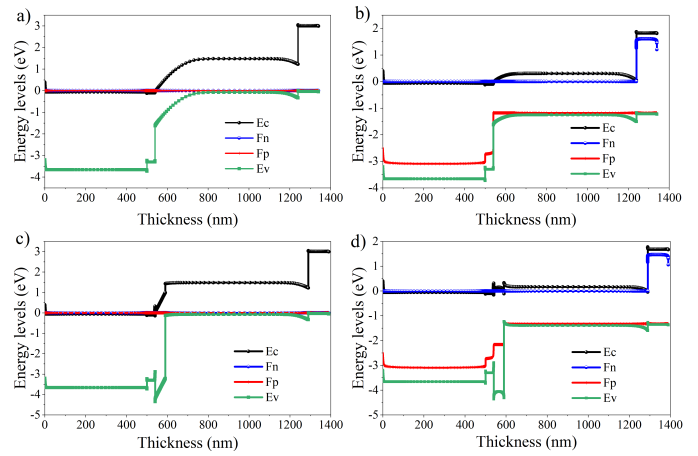 a)
Energy levels (eV)
3
2
1
0
-1
-2
-3
-4
Ec
Fn
Fp
Ev
0 200 400 600 800 1000 1200 1400
Thickness (nm)
b)
Energy levels (eV)
2
1
0
-1
-2
-3
-4
Ec
Fn
Fp
Ev
0 200 400 600 800 1000 1200 1400
Thickness (nm)
c)
Energy levels (eV)
3
2
1
0
-1
-2
-3
-4
-5
Ec
Fn
Fp
Ev
0 200 400 600 800 1000 1200 1400
Thickness (nm)
d)
Energy levels (eV)
2
1
0
-1
-2
-3
-4
-5
Ec
Fn
Fp
Ev
0 200 400 600 800 1000 1200 1400
Thickness (nm)